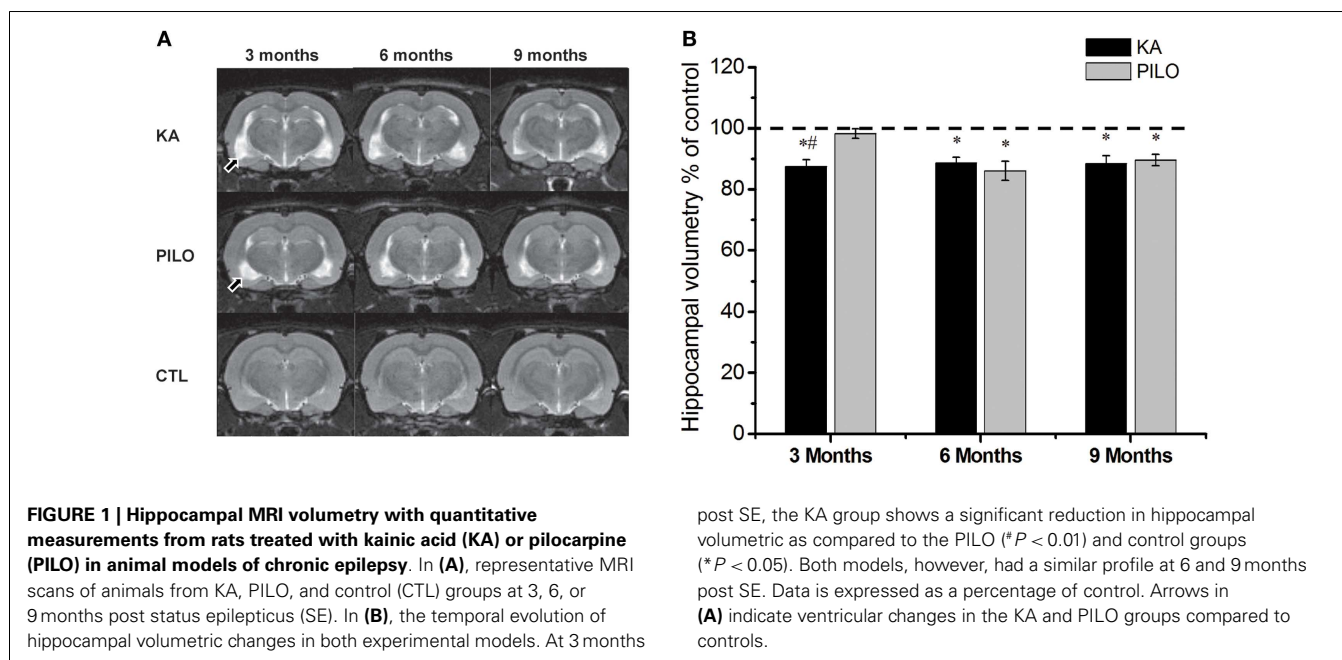 A
3 months 6 months 9 months
KA
PILO
CTL
B
KA
PILO
Hippocampal volumetry % of control
120
100
80
60
40
20
0
*#
*
*
*
*
3 Months 6 Months 9 Months
FIGURE 1 | Hippocampal MRI volumetry with quantitative
measurements from rats treated with kainic acid (KA) or pilocarpine
(PILO) in animal models of chronic epilepsy. In (A), representative MRI
scans of animals from KA, PILO, and control (CTL) groups at 3, 6, or
9 months post status epilepticus (SE). In (B), the temporal evolution of
hippocampal volumetric changes in both experimental models. At 3 months
post SE, the KA group shows a significant reduction in hippocampal
volumetric as compared to the PILO (#P < 0.01) and control groups
(*P < 0.05). Both models, however, had a similar profile at 6 and 9 months
post SE. Data is expressed as a percentage of control. Arrows in
(A) indicate ventricular changes in the KA and PILO groups compared to
controls.